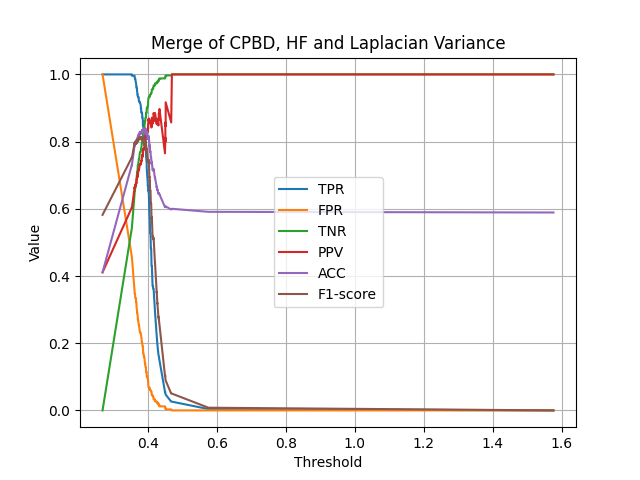 Merge of CPBD, HF and Laplacian Variance
1.0
0.8
0.6
0.4
0.2
0.0
Value
TPR
FPR
TNR
PPV
ACC
F1-score
0.4 0.6 0.8 1.0 1.2 1.4 1.6
Threshold